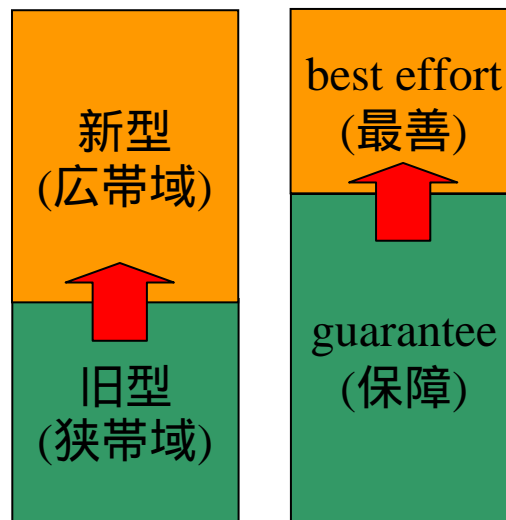 新型
(広帯域)
旧型
(狭帯域)
best effort
(最善)
guarantee
(保障)